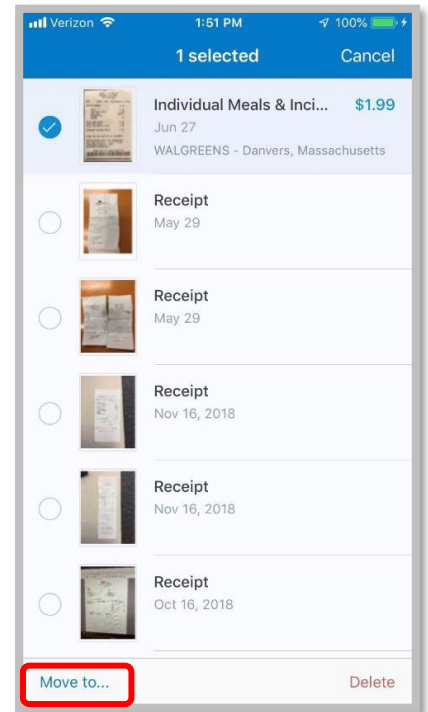 Verizon 1:51 PM 100%
1 selected Cancel
Individual Meals & Inci... $1.99
Jun 27
WALGREENS - Danvers, Massachusetts
Receipt
May 29
Receipt
May 29
Receipt
Nov 16, 2018
Receipt
Nov 16, 2018
Receipt
Oct 16, 2018
Move to... Delete